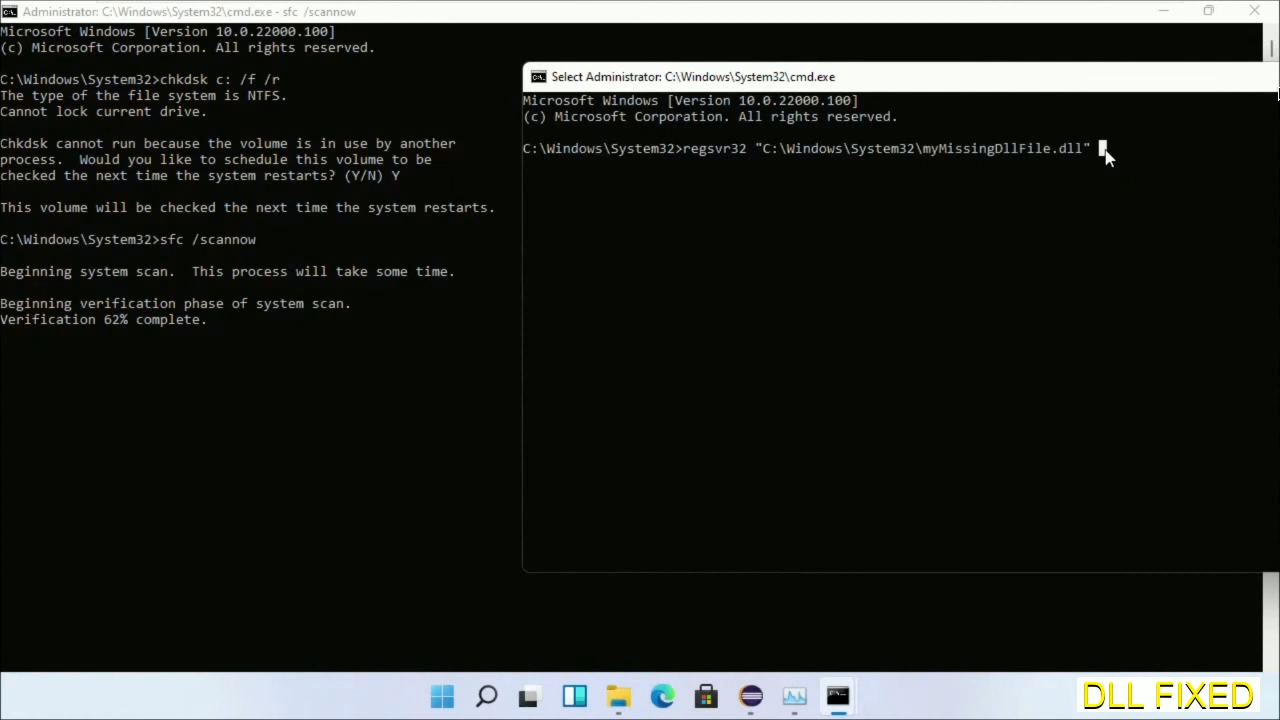 Administrator: C:\Windows\System32\cmd.exe - sfc /scannow
Microsoft Windows [Version 10.0.22000.100]
(c) Microsoft Corporation. All rights reserved.
C:\Windows\System32>chkdsk c: /f /r
The type of the file system is NTFS.
Cannot lock current drive.
Chkdsk cannot run because the volume is in use by another
process.  Would you like to schedule this volume to be
checked the next time the system restarts? (Y/N) Y
This volume will be checked the next time the system restarts.
C:\Windows\System32>sfc /scannow
Beginning system scan.  This process will take some time.
Beginning verification phase of system scan.
Verification 62% complete.
Select Administrator: C:\Windows\System32\cmd.exe
Microsoft Windows [Version 10.0.22000.100]
(c) Microsoft Corporation. All rights reserved.
C:\Windows\System32>regsvr32 "C:\Windows\System32\myMissingDllFile.dll"
DLL FIXED